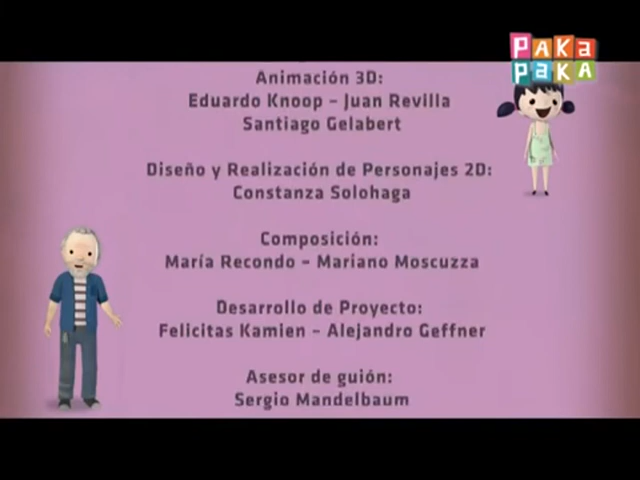 PAKA
PAKA
Animación 3D:
Eduardo Knoop – Juan Revilla
Santiago Gelabert
Diseño y Realización de Personajes 2D:
Constanza Solohaga
Composición:
María Recondo – Mariano Moscuzza
Desarrollo de Proyecto:
Felicitas Kamien – Alejandro Geffner
Asesor de guión:
Sergio Mandelbaum